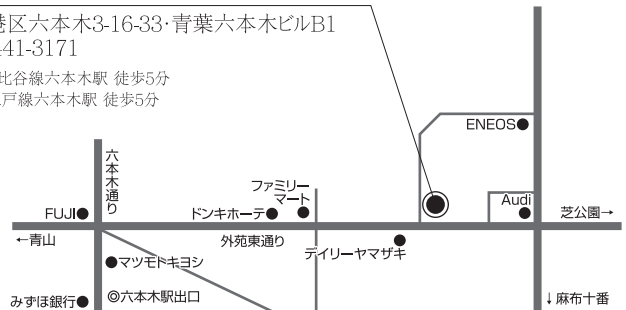 港区六本木3-16-33·青葉六本木ビルB1
441-3171
比谷線六本木駅 徒歩5分
戸線六本木駅 徒歩5分
ENEOS
六本木通り
ファミリー
マート
Audi
FUJI
ドンキホーテ
芝公園→
←青山
外苑東通り
デイリーヤマザキ
マツモトキヨシ
みずほ銀行
◎六本木駅出口
↓麻布十番